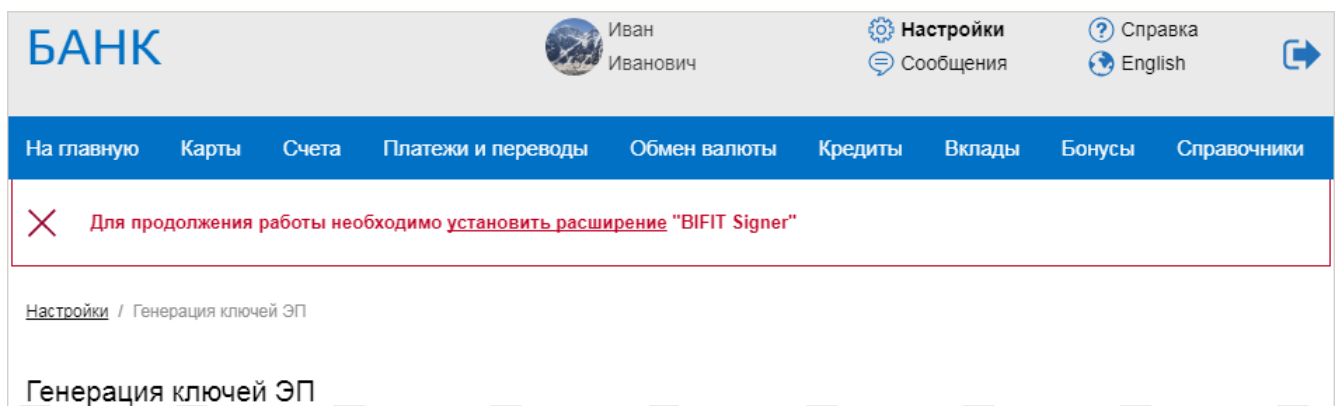 БАНК
Иван
Иванович
Настройки
Сообщения
Справка
English
На главную Карты Счета Платежи и переводы Обмен валюты Кредиты Вклады Бонусы Справочники
Для продолжения работы необходимо установить расширение "BIFIT Signer"
Настройки / Генерация ключей ЭП
Генерация ключей ЭП